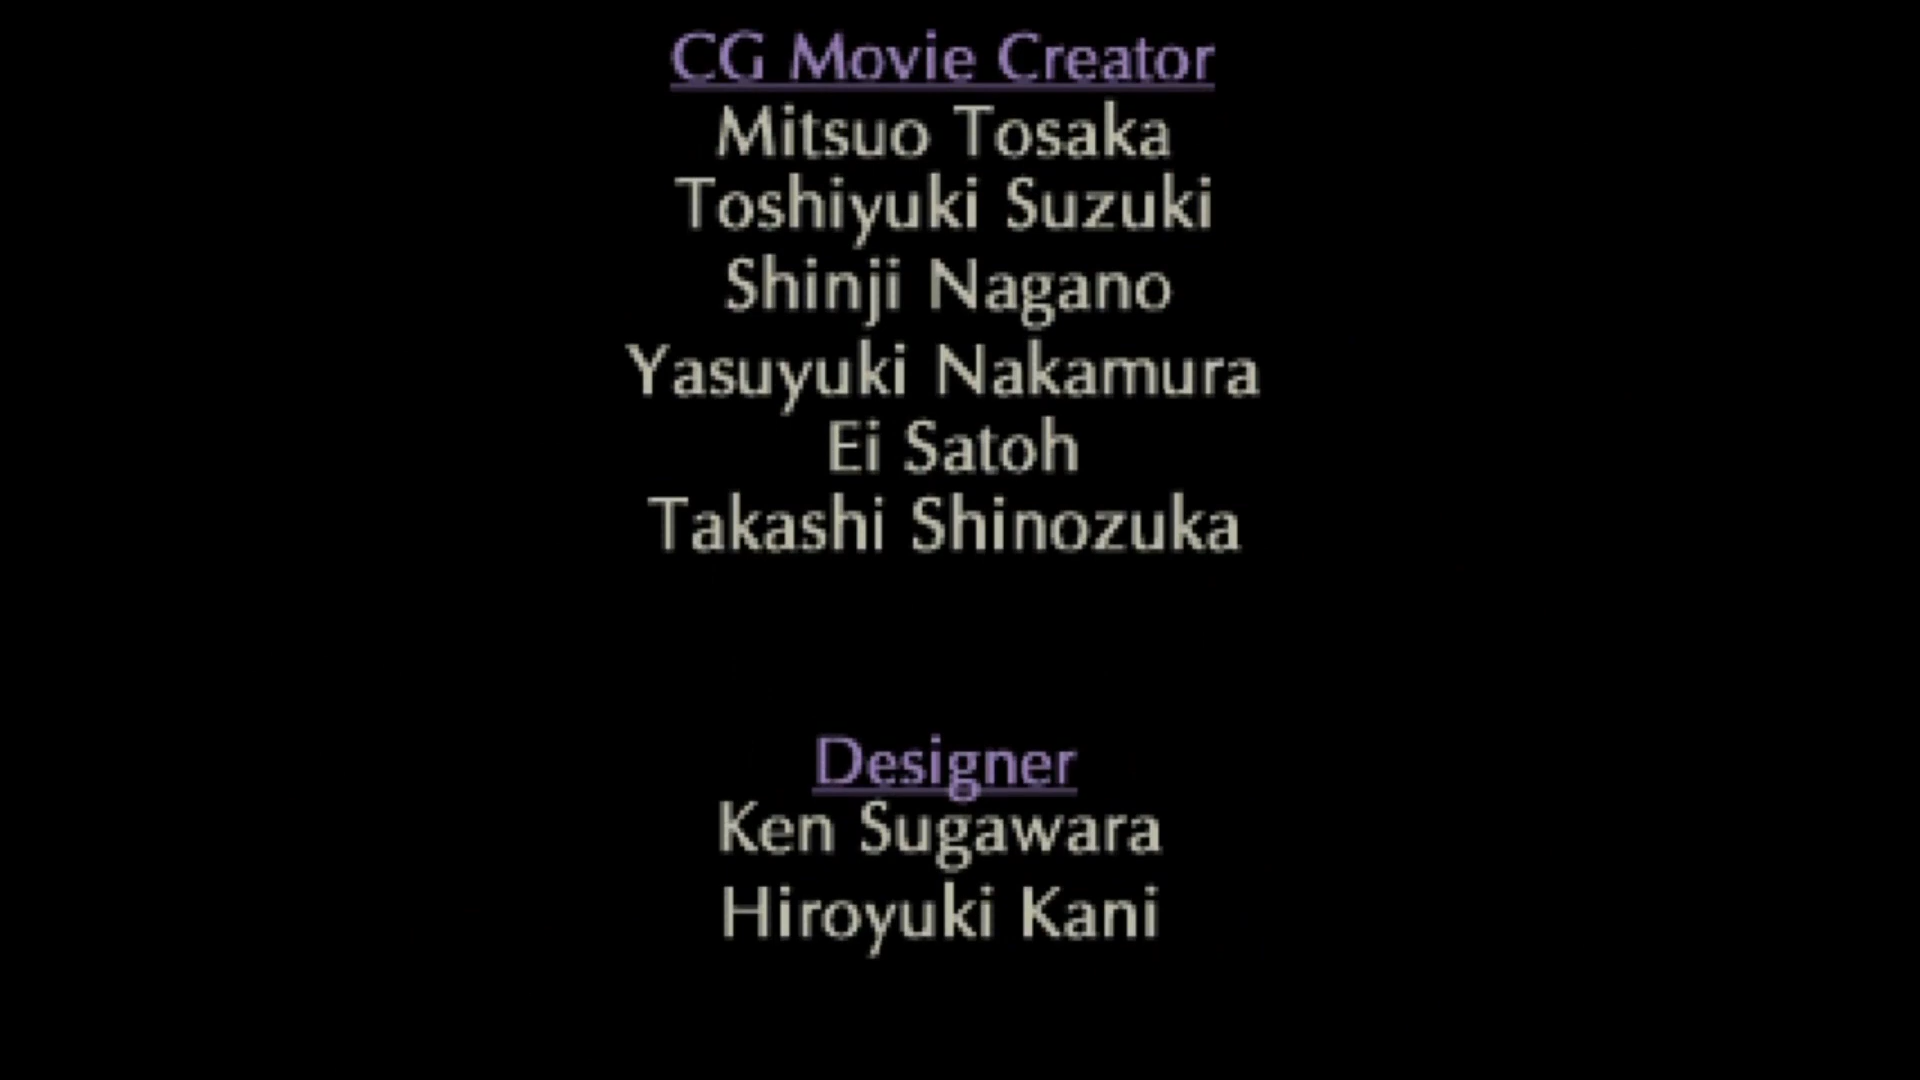 CG Movie Creator
Mitsuo Tosaka
Toshiyuki Suzuki
Shinji Nagano
Yasuyuki Nakamura
Ei Satoh
Takashi Shinozuka
Designer
Ken Sugawara
Hiroyuki Kani